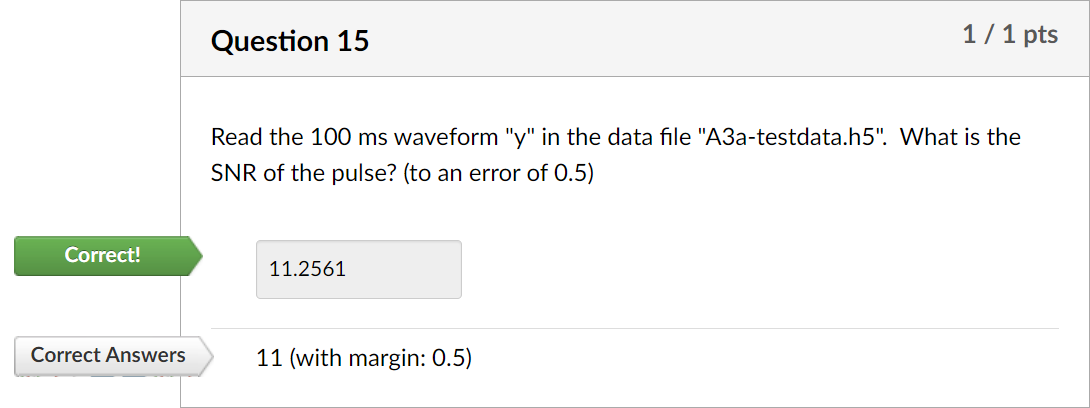 Question 15
1 / 1 pts
Read the 100 ms waveform "y" in the data file "A3a-testdata.h5".  What is the
SNR of the pulse? (to an error of 0.5)
Correct!
11.2561
Correct Answers
11 (with margin: 0.5)